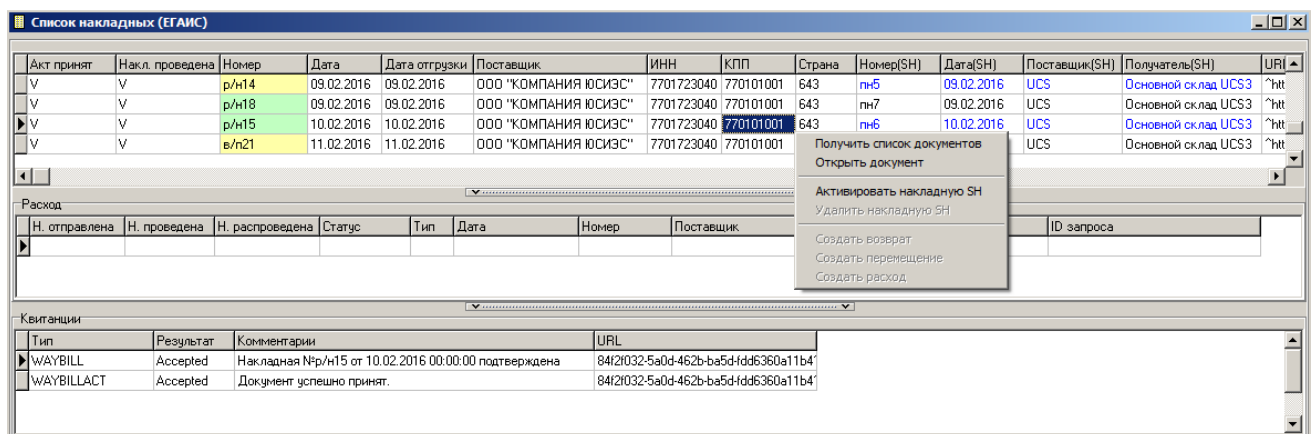 Список накладных (ЕГАИС)
Акт принят Накл. проведена Номер Дата Дата отгрузки Поставщик ИНН КПП Страна Номер(SH) Дата(SH) Поставщик(SH) Получатель(SH) URI
V V р/н14 09.02.2016 09.02.2016 ООО "КОМПАНИЯ ЮСИЭС" 7701723040 770101001 643 пн5 09.02.2016 UCS Основной склад UCS3 ^htt
V V р/н18 09.02.2016 09.02.2016 ООО "КОМПАНИЯ ЮСИЭС" 7701723040 770101001 643 пн7 09.02.2016 UCS Основной склад UCS3 ^htt
V V р/н15 10.02.2016 10.02.2016 ООО "КОМПАНИЯ ЮСИЭС" 7701723040 770101001 643 пн6 10.02.2016 UCS Основной склад UCS3 ^htt
V V в/п21 11.02.2016 11.02.2016 ООО "КОМПАНИЯ ЮСИЭС" 7701723040 770101001 UCS Основной склад UCS3 ^htt
Получить список документов
Открыть документ
Активировать накладную SH
Удалить накладную SH
Создать возврат
Создать перемещение
Создать расход
Расход
Н. отправлена Н. проведена Н. распроведена Статус Тип Дата Номер Поставщик ID запроса
Квитанции
Тип Результат Комментарии URL
WAYBILL Accepted Накладная №р/н15 от 10.02.2016 00:00:00 подтверждена 84f2f032-5a0d-462b-ba5d-fdd6360a11b4
WAYBILLACT Accepted Документ успешно принят. 84f2f032-5a0d-462b-ba5d-fdd6360a11b4